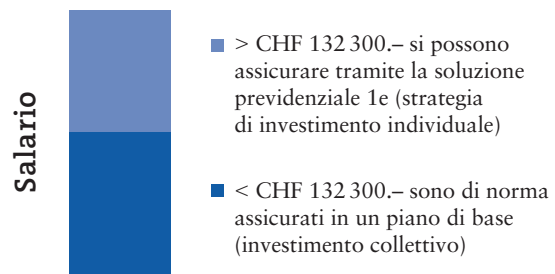 Salario
> CHF 132 300.– si possono
assicurare tramite la soluzione
previdenziale 1e (strategia
di investimento individuale)
< CHF 132 300.– sono di norma
assicurati in un piano di base
(investimento collettivo)